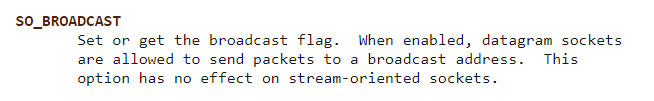 SO_BROADCAST
Set or get the broadcast flag.  When enabled, datagram sockets
are allowed to send packets to a broadcast address.  This
option has no effect on stream-oriented sockets.